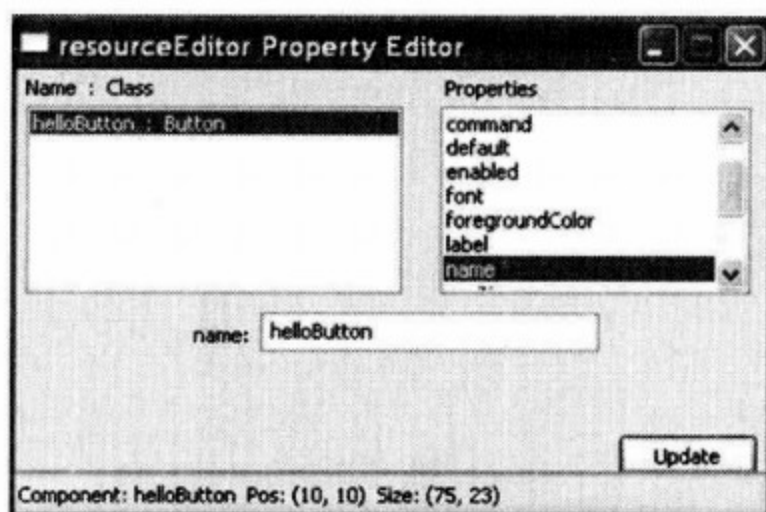 resourceEditor Property Editor
Name : Class
Properties
helloButton : Button
command
default
enabled
font
foregroundColor
label
name
name: helloButton
Update
Component: helloButton Pos: (10, 10) Size: (75, 23)